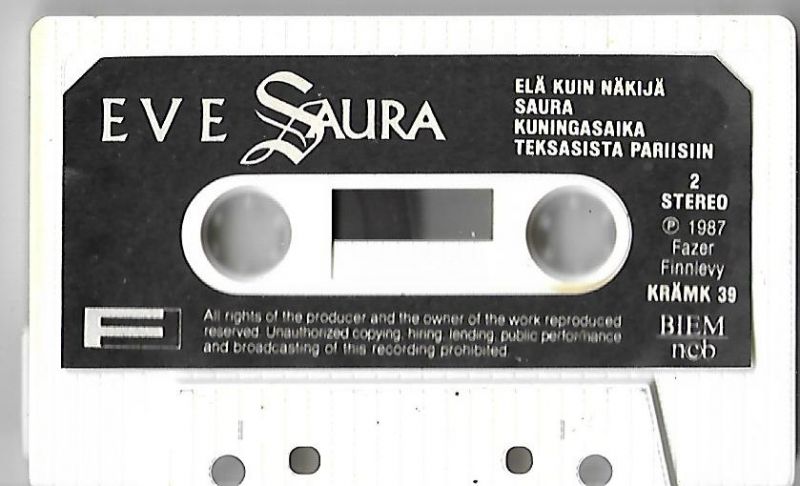 EVE SAURA
ELÄ KUIN NÄKIJÄ
SAURA
KUNINGASAIKA
TEKSASISTA PARIISIIN
2
STEREO
℗ 1987
Fazer
Finnlevy
KRÄMK 39
BIEM
ncb
F
All rights of the producer and the owner of the work reproduced
reserved. Unauthorized copying, hiring, lending, public performance
and broadcasting of this recording prohibited.